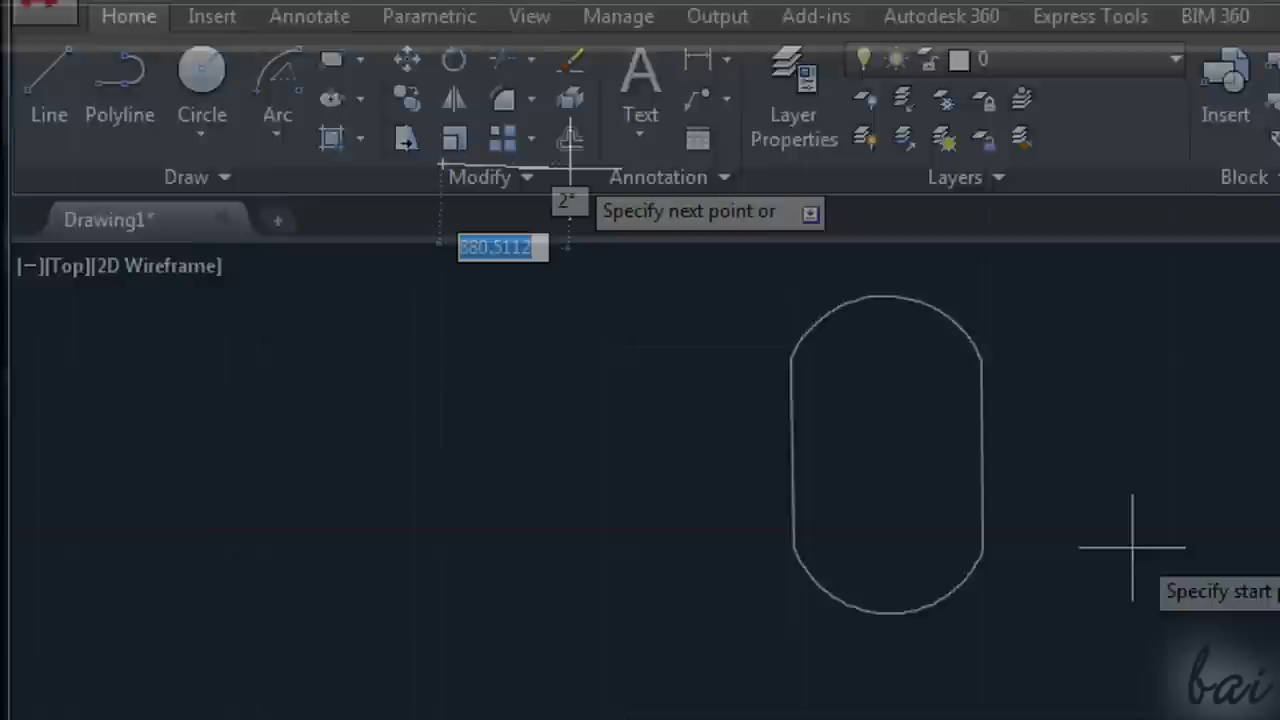 Home Insert Annotate Parametric View Manage Output Add-ins Autodesk 360 Express Tools BIM 360
0
Line Polyline Circle Arc Text Layer Properties Insert
Draw Modify Annotation Layers Block
2°
Specify next point or
Drawing1*
+
880.5112
[−][Top][2D Wireframe]
Specify start
bai